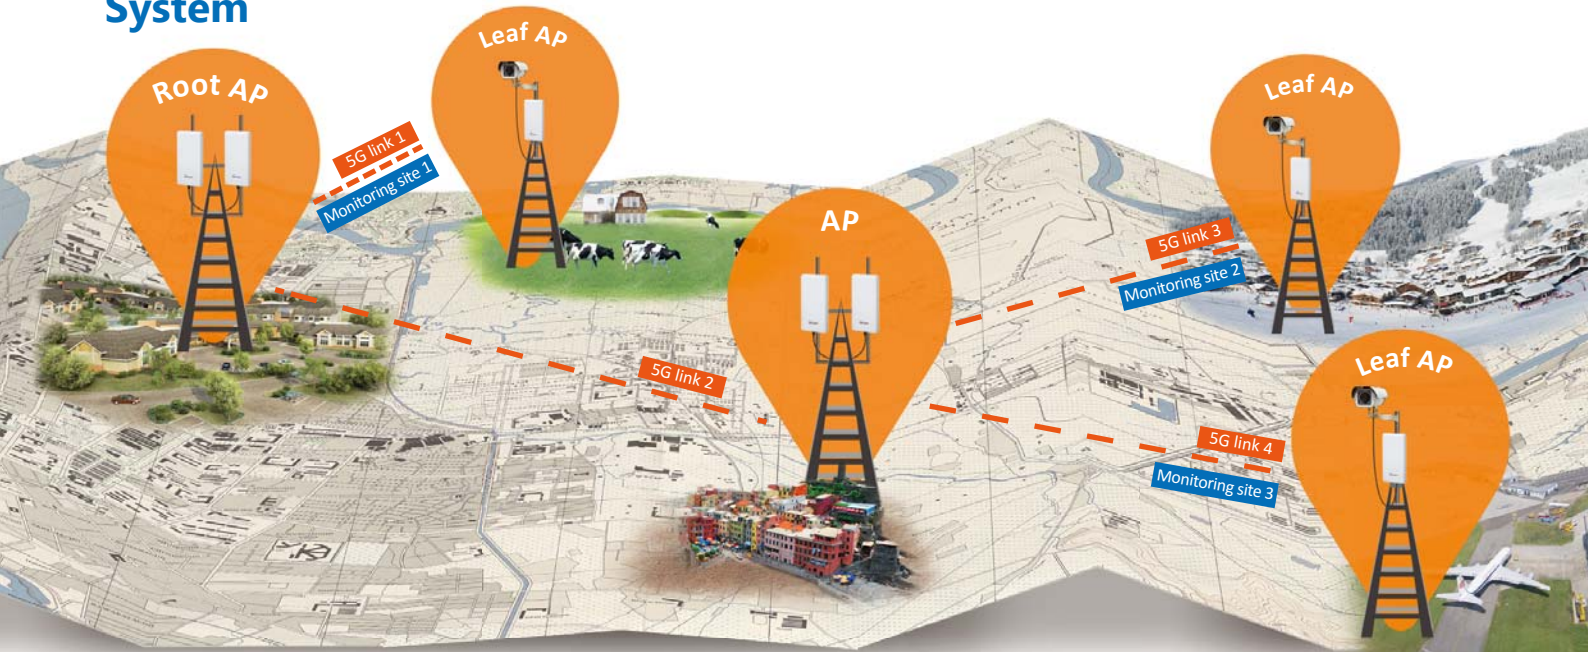 System
Leaf AP
Root AP
Leaf AP
5G link 1
Monitoring site 1
AP
5G link 3
Monitoring site 2
5G link 2
Leaf AP
5G link 4
Monitoring site 3